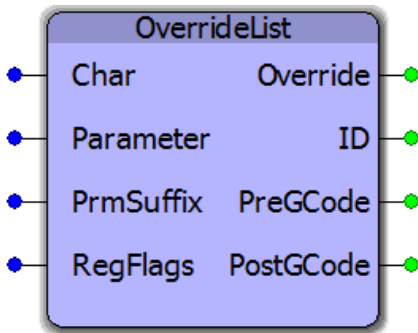 OverrideList
Char Override
Parameter ID
PrmSuffix PreGCode
RegFlags PostGCode